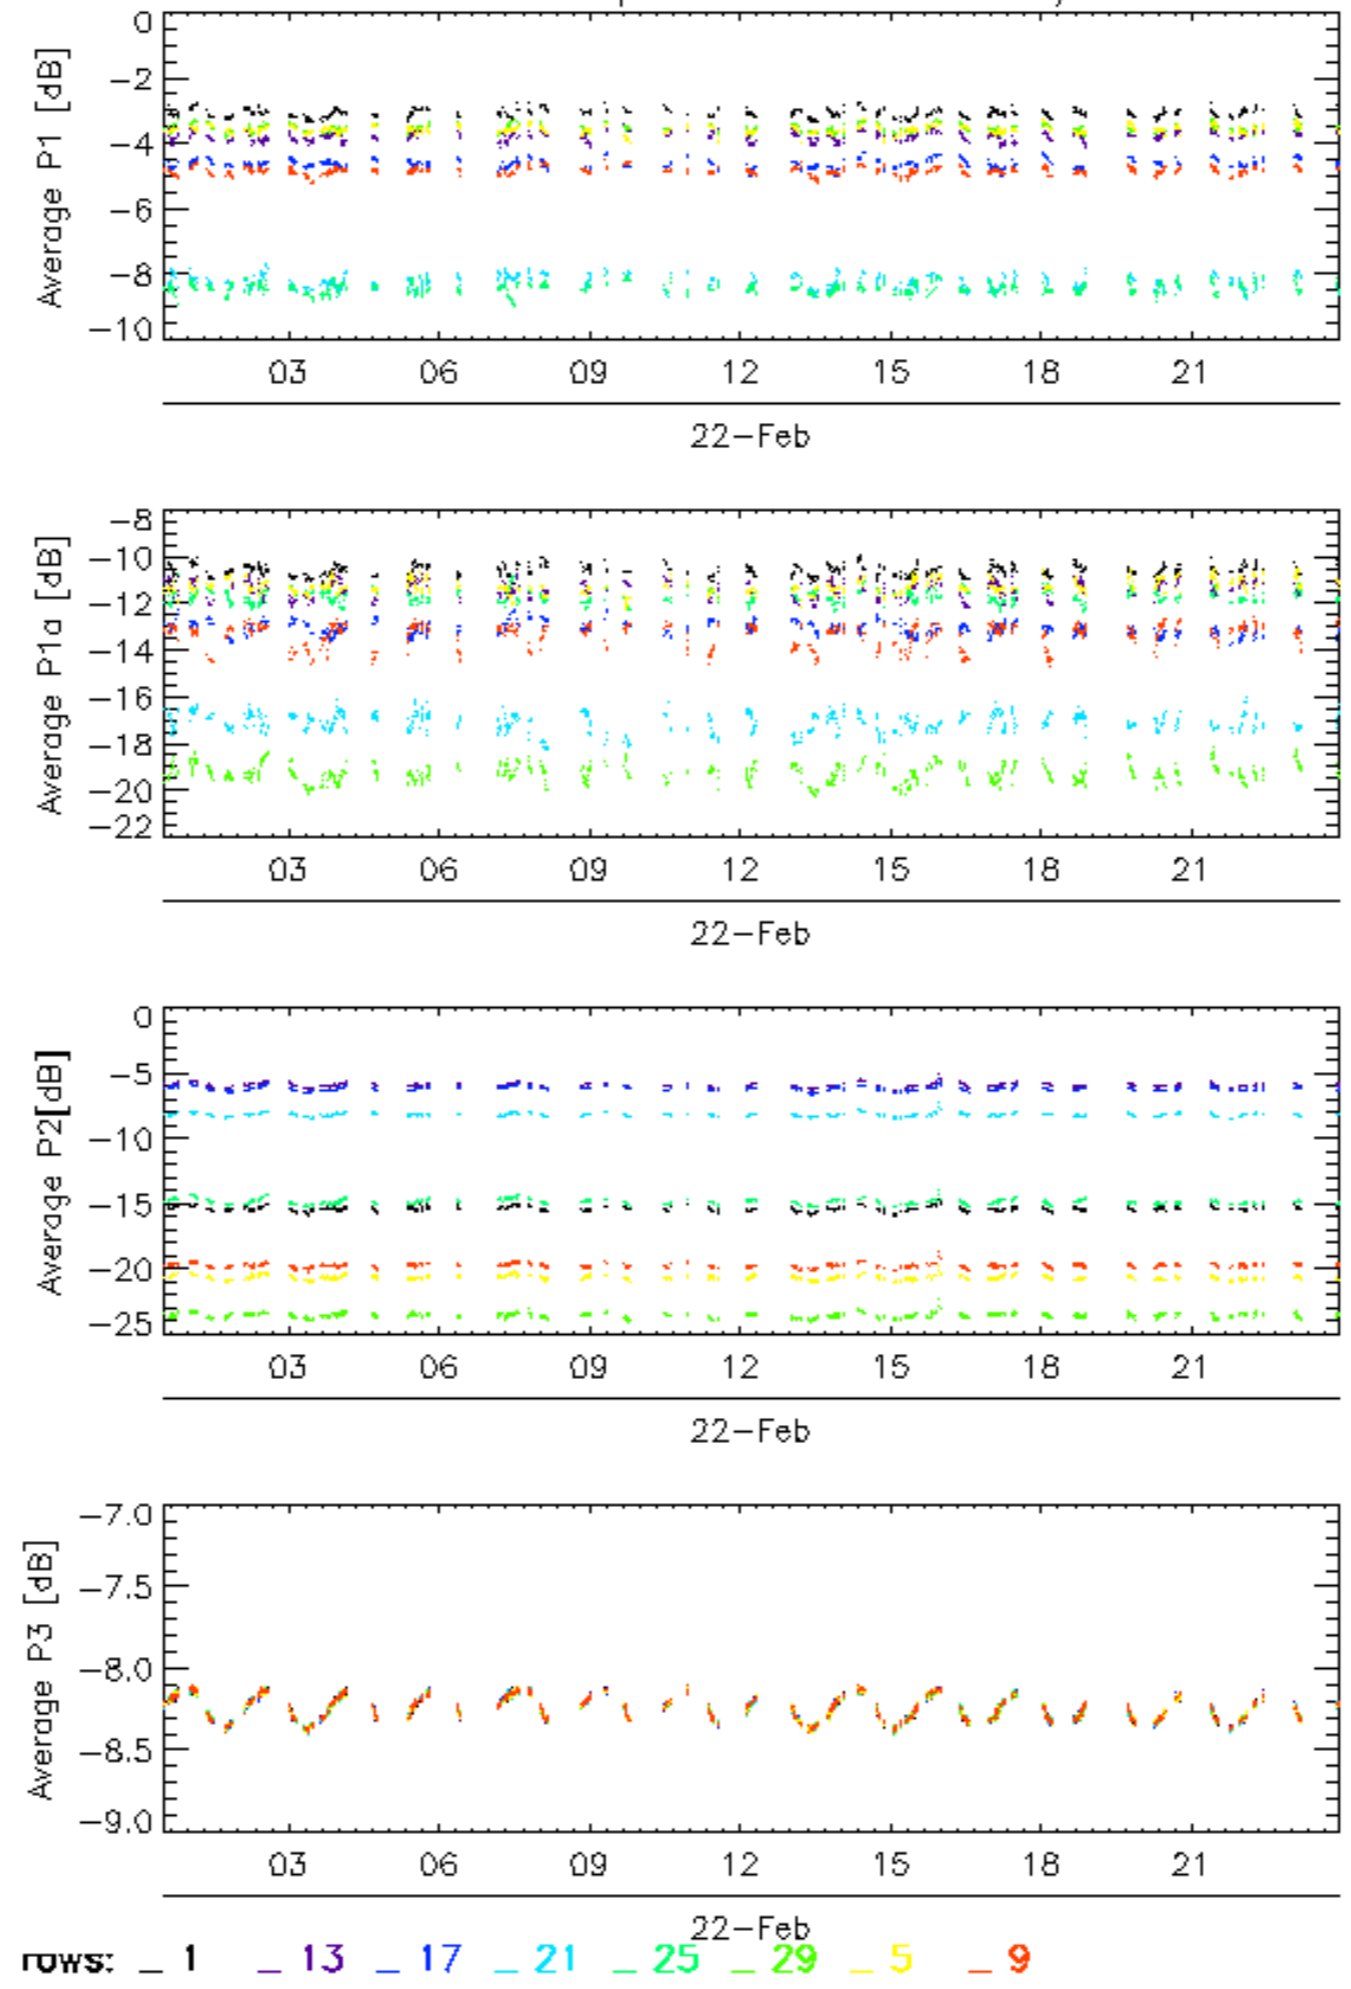 Average P1 [dB]
0
−2
−4
−6
−8
−10
03 06 09 12 15 18 21
22−Feb
Average P1a [dB]
−8
−10
−12
−14
−16
−18
−20
−22
03 06 09 12 15 18 21
22−Feb
Average P2[dB]
0
−5
−10
−15
−20
−25
03 06 09 12 15 18 21
22−Feb
Average P3 [dB]
−7.0
−7.5
−8.0
−8.5
−9.0
03 06 09 12 15 18 21
22−Feb
rows: _ 1 _ 13 _ 17 _ 21 _ 25 _ 29 _ 5 _ 9